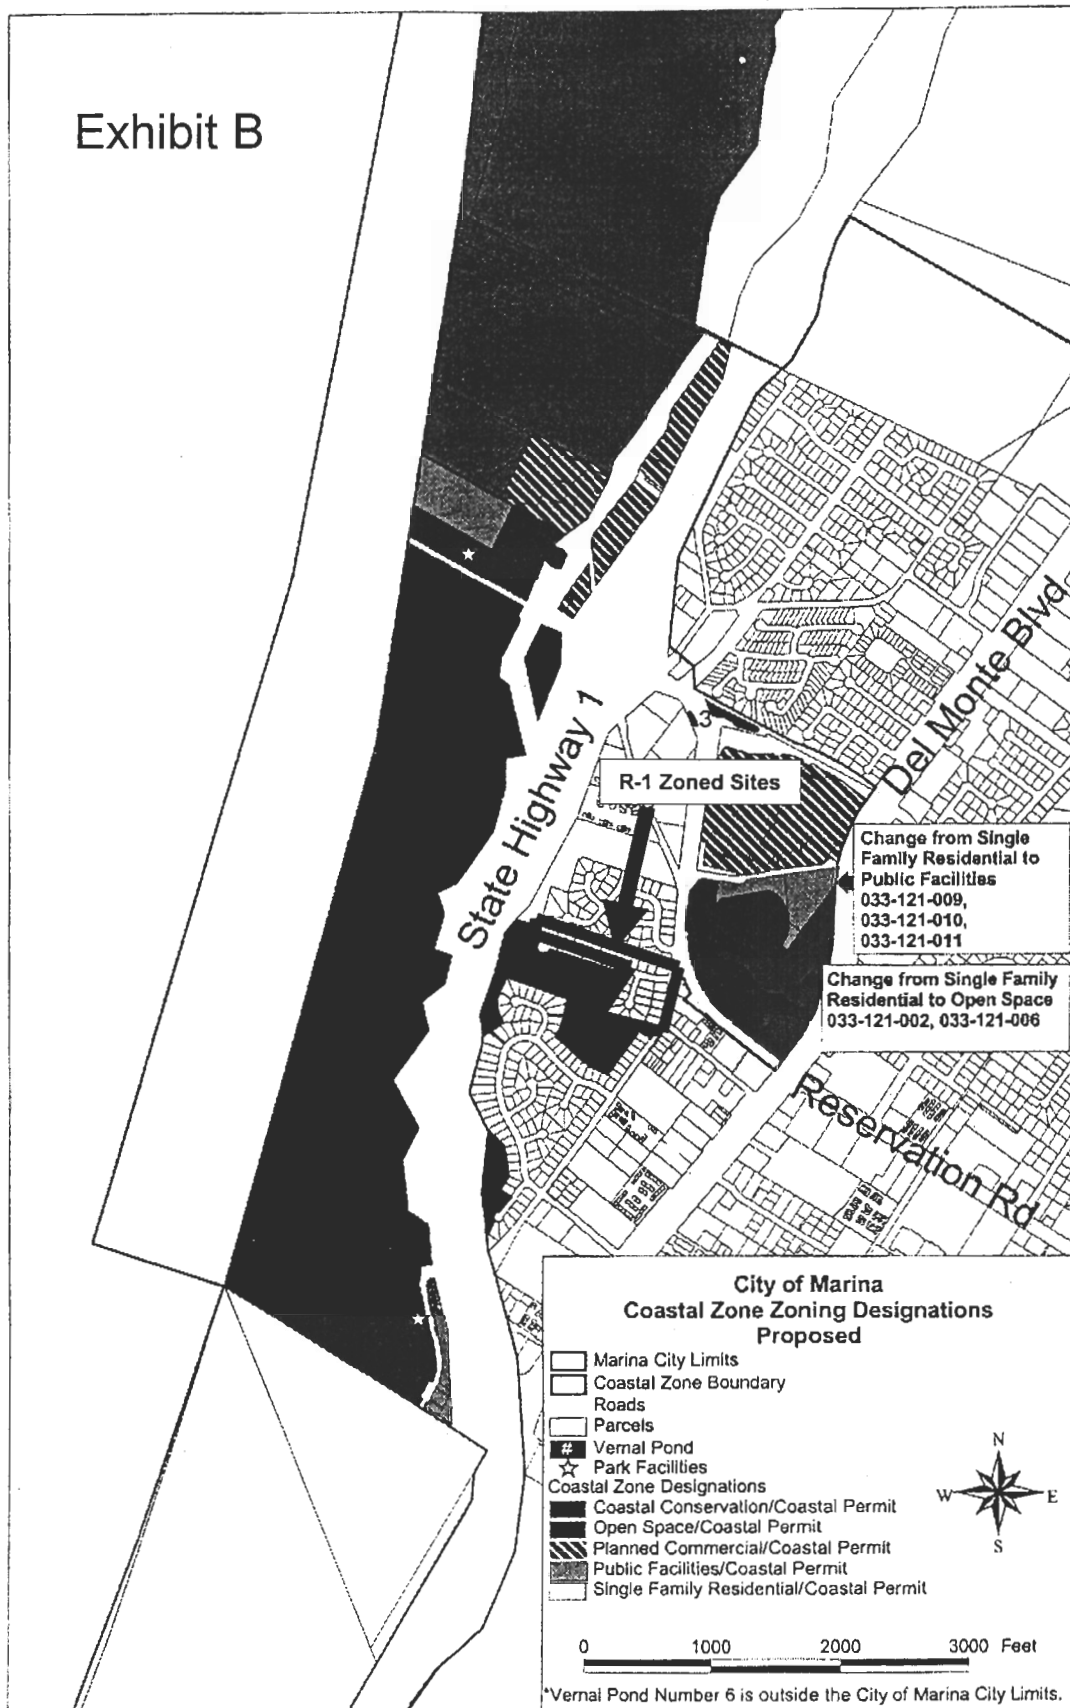 Exhibit B
Del Monte Blvd
3
R-1 Zoned Sites
State Highway 1
Change from Single
Family Residential to
Public Facilities
033-121-009,
033-121-010,
033-121-011
Change from Single Family
Residential to Open Space
033-121-002, 033-121-006
Reservation Rd
City of Marina
Coastal Zone Zoning Designations
Proposed
Marina City Limits
Coastal Zone Boundary
Roads
Parcels
# Vernal Pond
Park Facilities
Coastal Zone Designations
Coastal Conservation/Coastal Permit
Open Space/Coastal Permit
Planned Commercial/Coastal Permit
Public Facilities/Coastal Permit
Single Family Residential/Coastal Permit
N
W E
S
0 1000 2000 3000 Feet
*Vernal Pond Number 6 is outside the City of Marina City Limits.